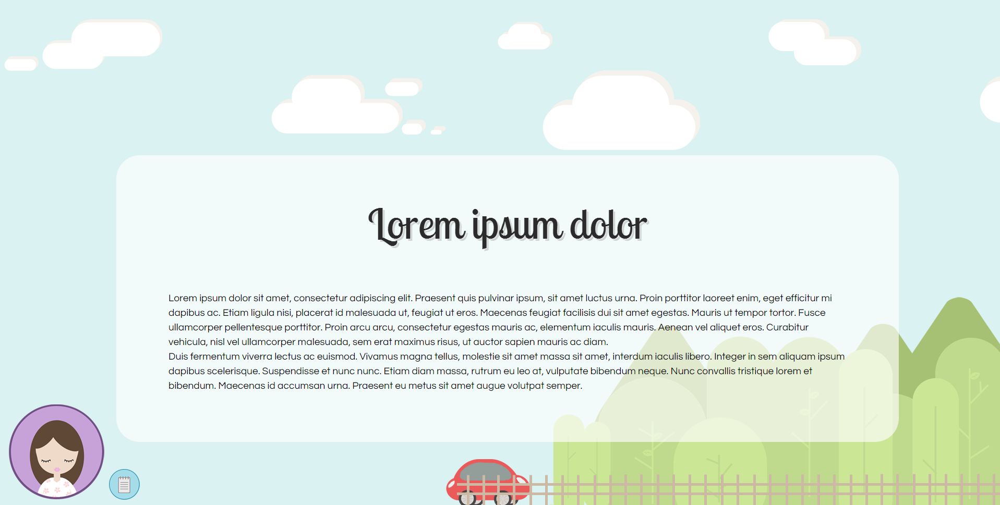 Lorem ipsum dolor
Lorem ipsum dolor sit amet, consectetur adipiscing elit. Praesent quis pulvinar ipsum, sit amet luctus urna. Proin porttitor laoreet enim, eget efficitur mi
dapibus ac. Etiam ligula nisi, placerat id malesuada ut, feugiat ut eros. Maecenas feugiat facilisis dui sit amet egestas. Mauris ut tempor tortor. Fusce
ullamcorper pellentesque porttitor. Proin arcu arcu, consectetur egestas mauris ac, elementum iaculis mauris. Aenean vel aliquet eros. Curabitur
vehicula, nisl vel ullamcorper malesuada, sem erat maximus risus, ut auctor sapien mauris ac diam.
Duis fermentum viverra lectus ac euismod. Vivamus magna tellus, molestie sit amet massa sit amet, interdum iaculis libero. Integer in sem aliquam ipsum
dapibus scelerisque. Suspendisse et nunc nunc. Etiam diam massa, rutrum eu leo at, vulputate bibendum neque. Nunc convallis tristique lorem et
bibendum. Maecenas id accumsan urna. Praesent eu metus sit amet augue volutpat semper.